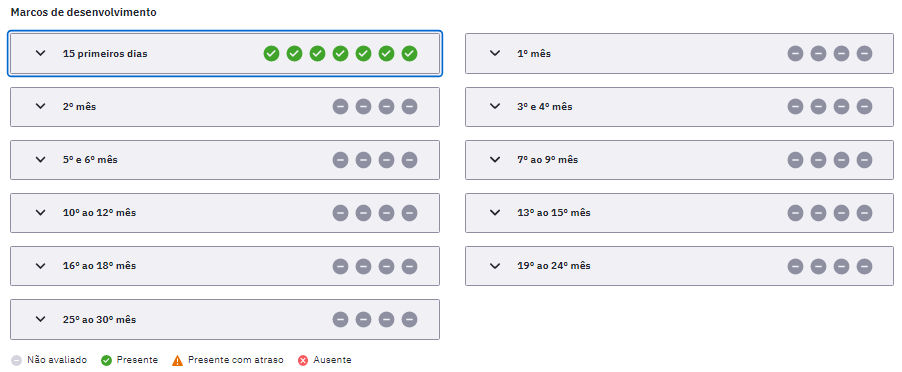 Marcos de desenvolvimento
15 primeiros dias
1º mês
2º mês
3º e 4º mês
5º e 6º mês
7º ao 9º mês
10º ao 12º mês
13º ao 15º mês
16º ao 18º mês
19º ao 24º mês
25º ao 30º mês
Não avaliado Presente Presente com atraso Ausente